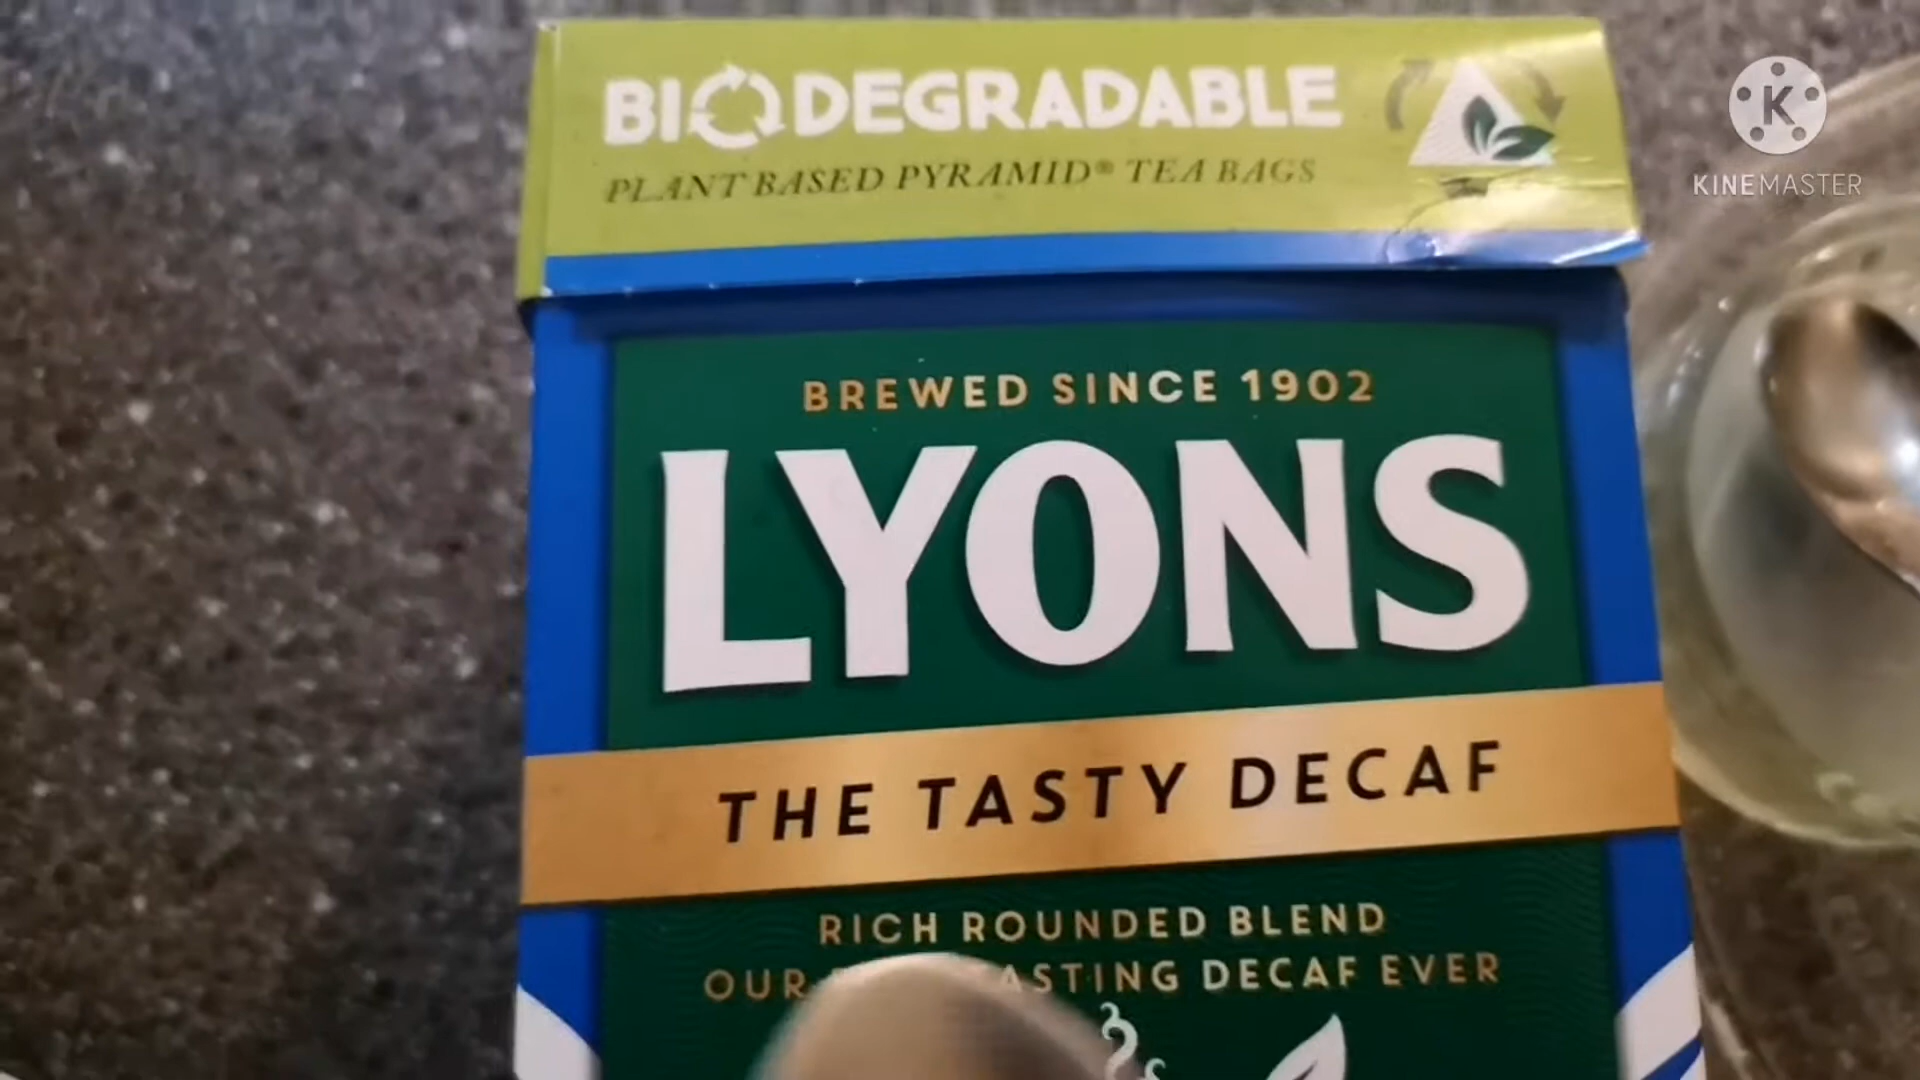 BIODEGRADABLE
PLANT BASED PYRAMID® TEA BAGS
K
KINEMASTER
BREWED SINCE 1902
LYONS
THE TASTY DECAF
RICH ROUNDED BLEND
OUR ASTING DECAF EVER